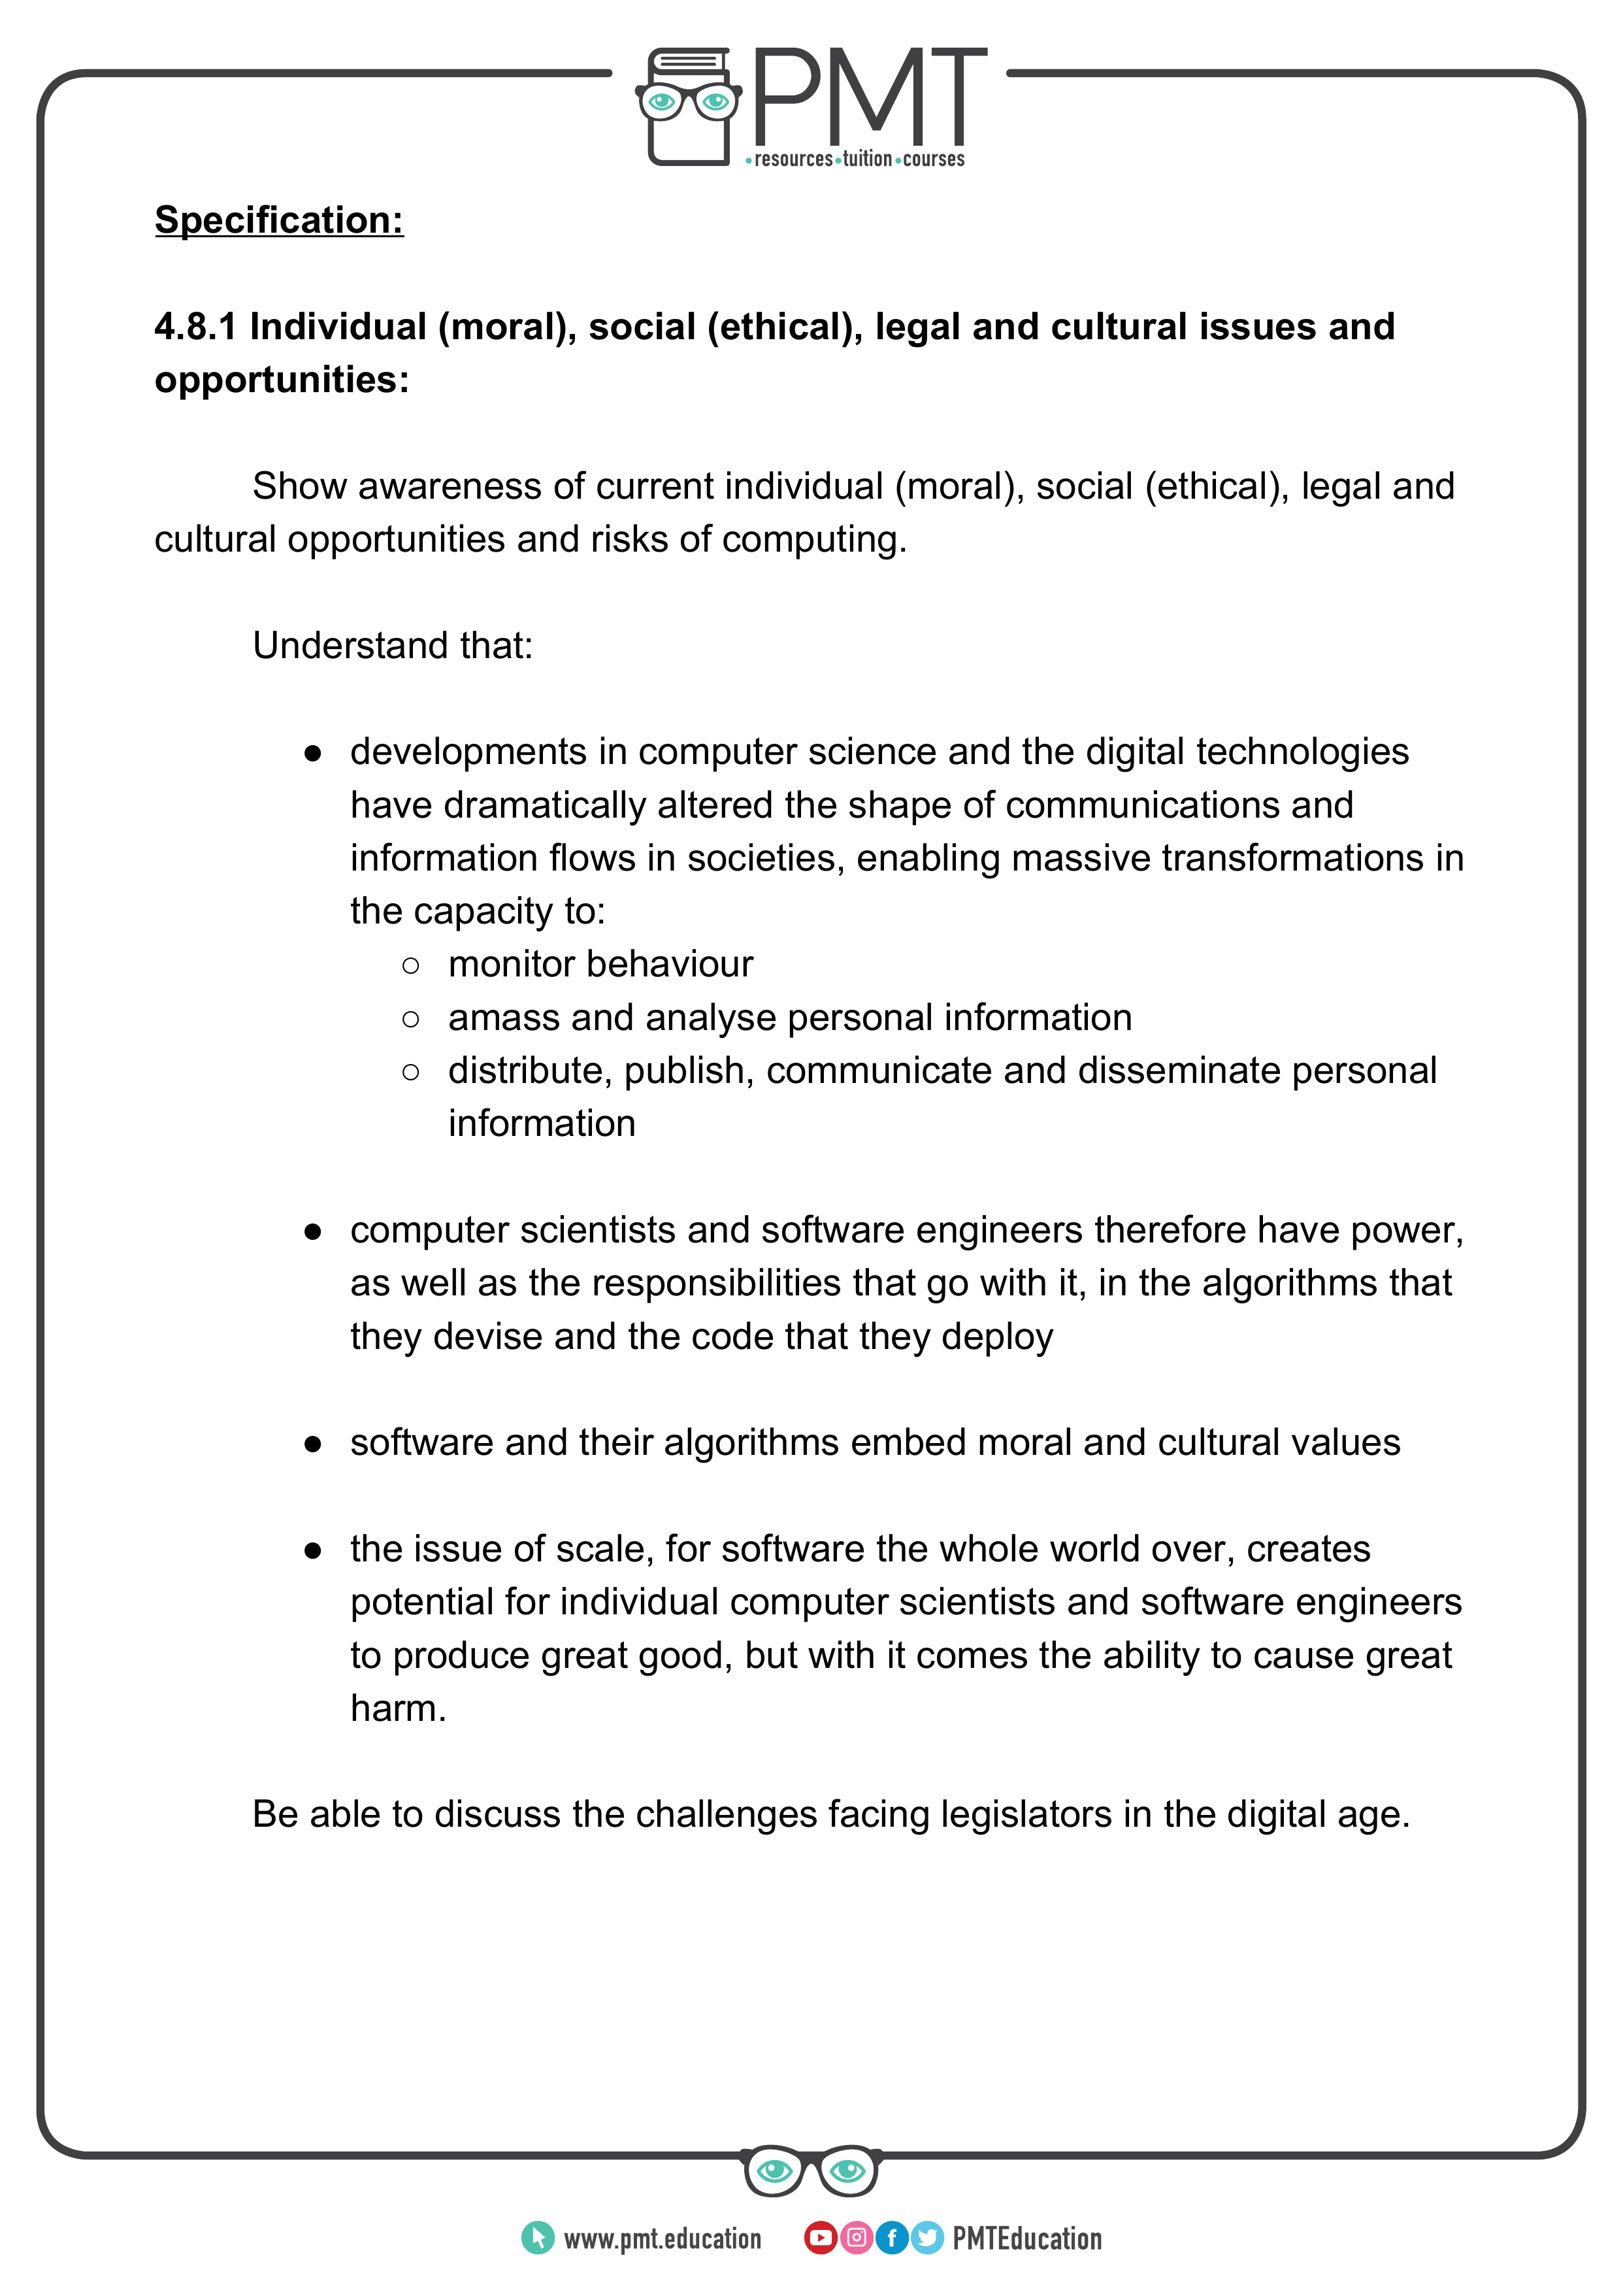 PMT
•resources•tuition•courses
Specification:
4.8.1 Individual (moral), social (ethical), legal and cultural issues and
opportunities:
Show awareness of current individual (moral), social (ethical), legal and
cultural opportunities and risks of computing.
Understand that:
● developments in computer science and the digital technologies
have dramatically altered the shape of communications and
information flows in societies, enabling massive transformations in
the capacity to:
○ monitor behaviour
○ amass and analyse personal information
○ distribute, publish, communicate and disseminate personal
information
● computer scientists and software engineers therefore have power,
as well as the responsibilities that go with it, in the algorithms that
they devise and the code that they deploy
● software and their algorithms embed moral and cultural values
● the issue of scale, for software the whole world over, creates
potential for individual computer scientists and software engineers
to produce great good, but with it comes the ability to cause great
harm.
Be able to discuss the challenges facing legislators in the digital age.
www.pmt.education PMTEducation